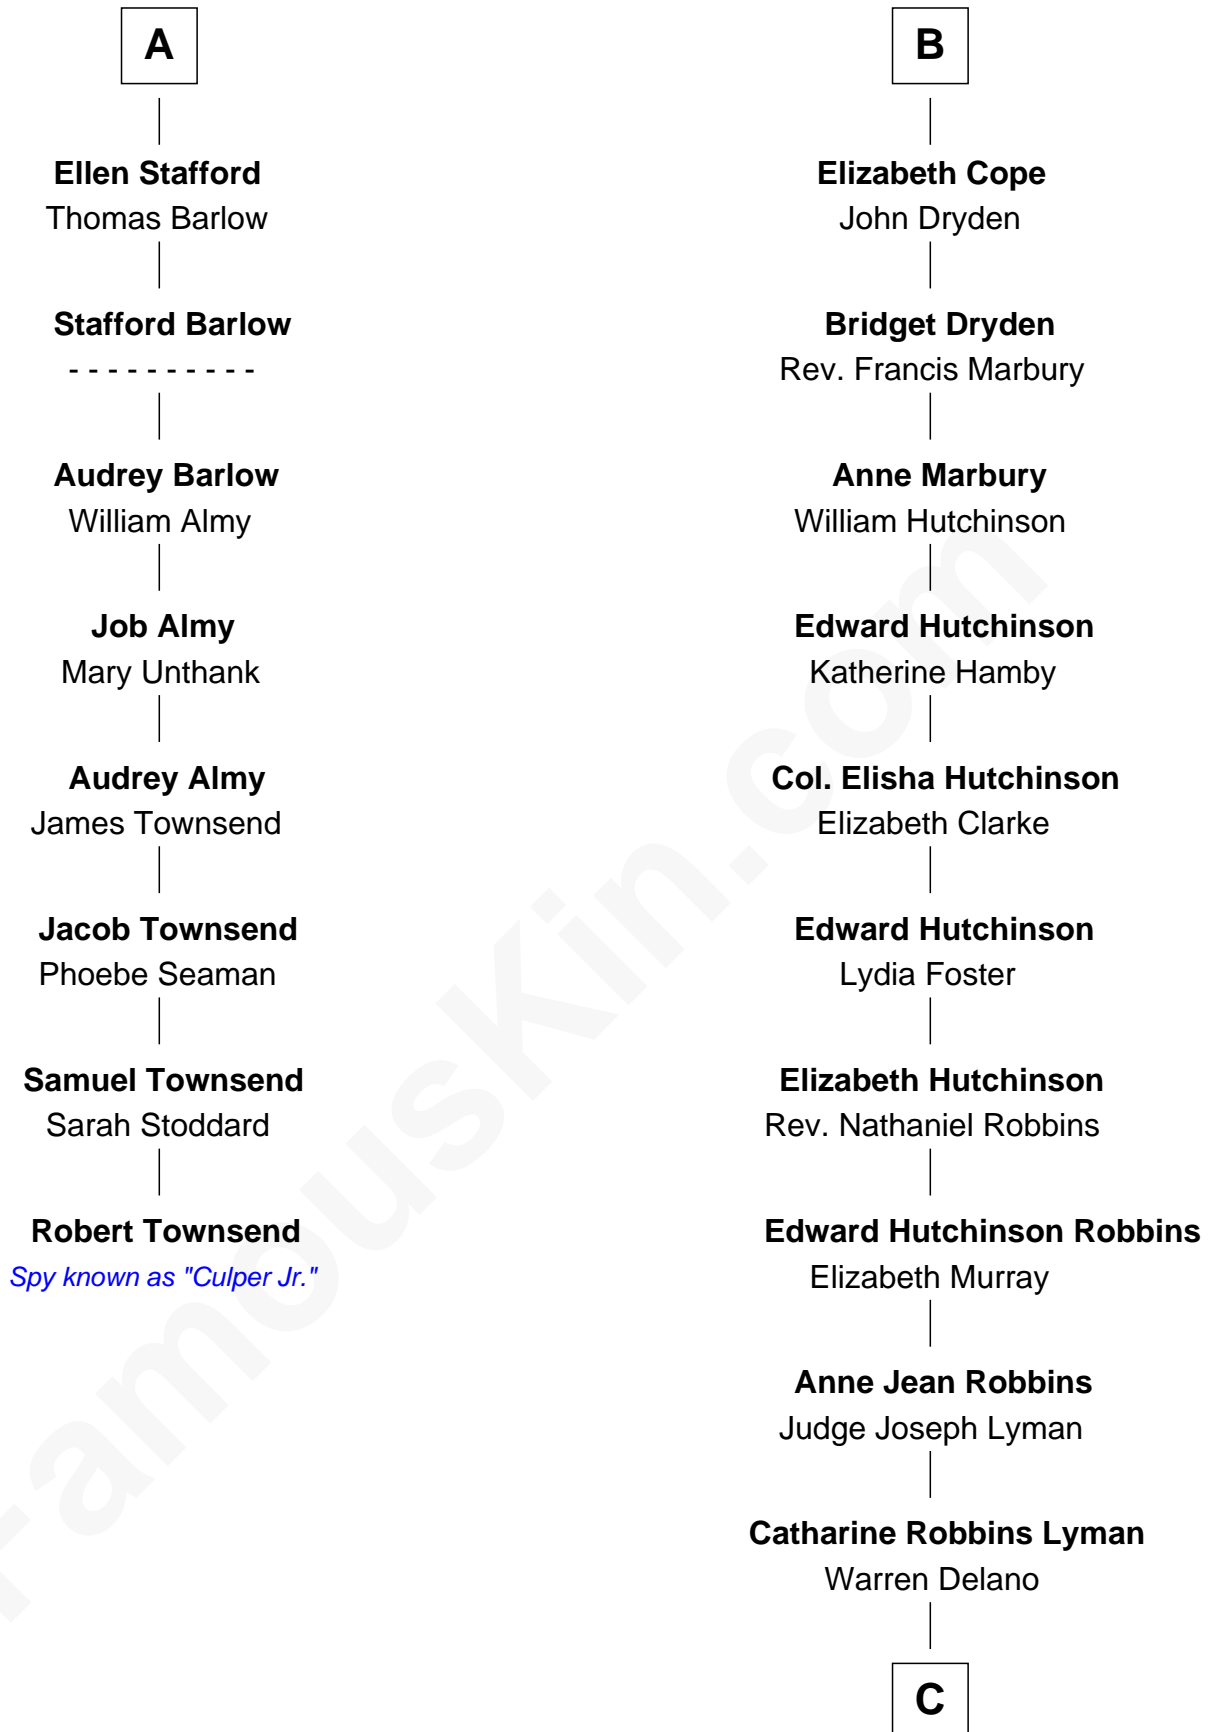 A
Ellen Stafford
Thomas Barlow
Stafford Barlow
- - - - - - - - - -
Audrey Barlow
William Almy
Job Almy
Mary Unthank
Audrey Almy
James Townsend
Jacob Townsend
Phoebe Seaman
Samuel Townsend
Sarah Stoddard
Robert Townsend
Spy known as "Culper Jr."
B
Elizabeth Cope
John Dryden
Bridget Dryden
Rev. Francis Marbury
Anne Marbury
William Hutchinson
Edward Hutchinson
Katherine Hamby
Col. Elisha Hutchinson
Elizabeth Clarke
Edward Hutchinson
Lydia Foster
Elizabeth Hutchinson
Rev. Nathaniel Robbins
Edward Hutchinson Robbins
Elizabeth Murray
Anne Jean Robbins
Judge Joseph Lyman
Catharine Robbins Lyman
Warren Delano
C
FamousKin.com